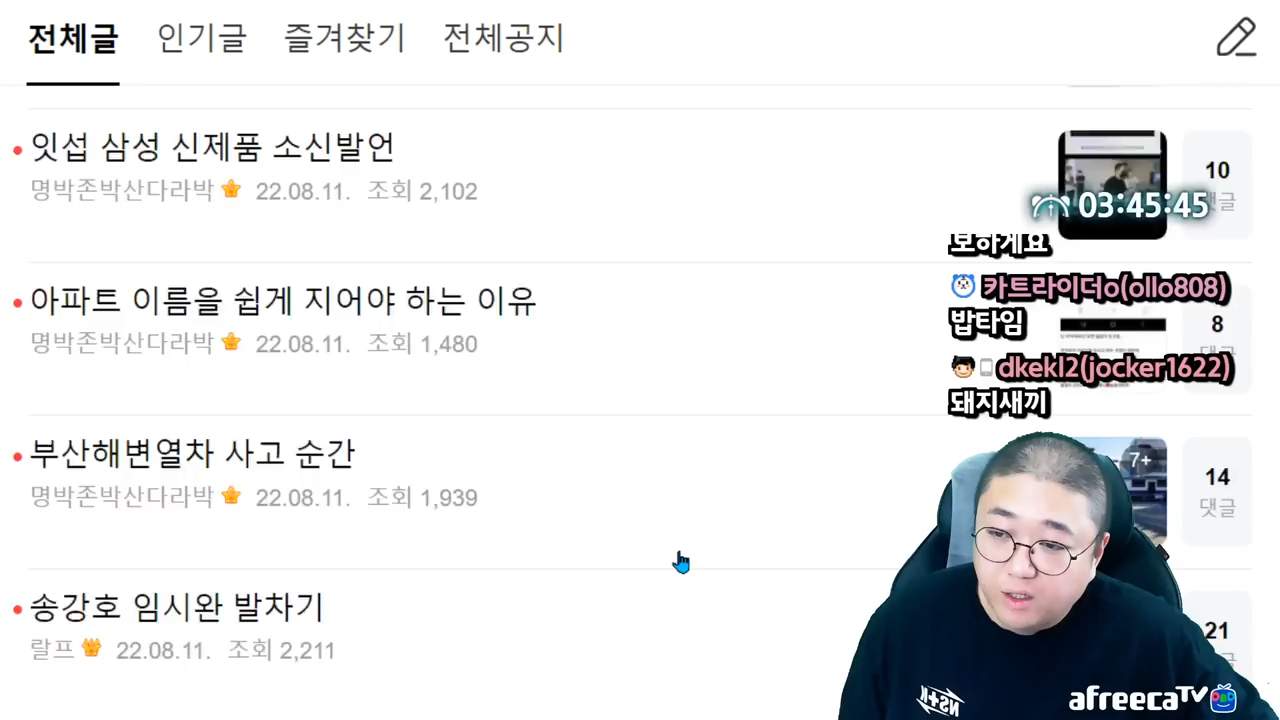 전체글 인기글 즐겨찾기 전체공지
잇섭 삼성 신제품 소신발언
명박존박산다라박 22.08.11. 조회 2,102
10
댓글
03:45:45
보하게요
카트라이더o(ollo808)
밥타임
dkekl2(jocker1622)
돼지새끼
아파트 이름을 쉽게 지어야 하는 이유
명박존박산다라박 22.08.11. 조회 1,480
8
부산해변열차 사고 순간
명박존박산다라박 22.08.11. 조회 1,939
7+
14
댓글
송강호 임시완 발차기
랄프 22.08.11. 조회 2,211
21
afreecaTV